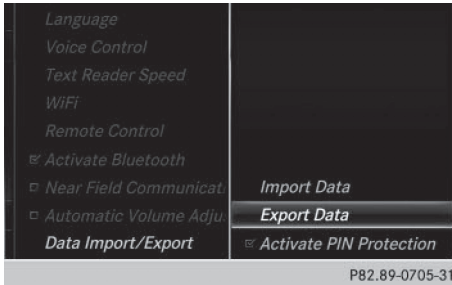 Language
Voice Control
Text Reader Speed
WiFi
Remote Control
Activate Bluetooth
Near Field Communicat
Automatic Volume Adju
Data Import/Export
Import Data
Export Data
Activate PIN Protection
P82.89-0705-31